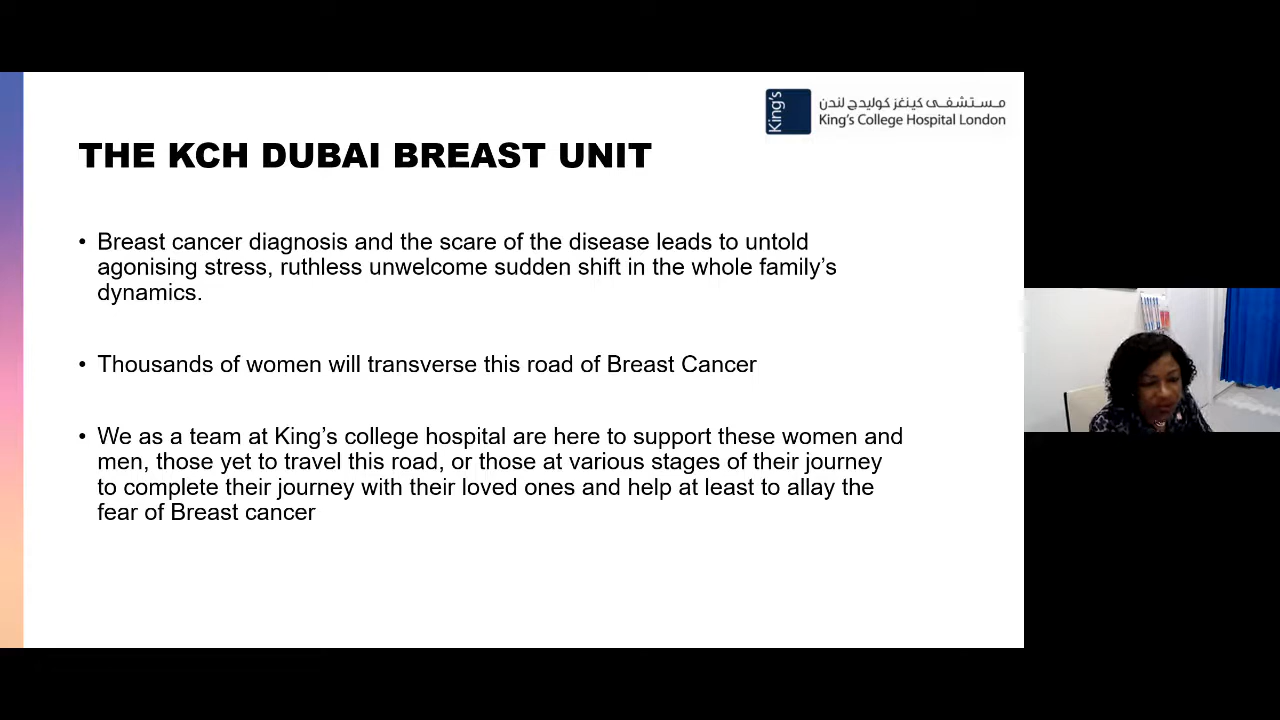 King's
مستشفى كينغز كوليدج لندن
King's College Hospital London
THE KCH DUBAI BREAST UNIT
• Breast cancer diagnosis and the scare of the disease leads to untold
agonising stress, ruthless unwelcome sudden shift in the whole family's
dynamics.
• Thousands of women will transverse this road of Breast Cancer
• We as a team at King's college hospital are here to support these women and
men, those yet to travel this road, or those at various stages of their journey
to complete their journey with their loved ones and help at least to allay the
fear of Breast cancer